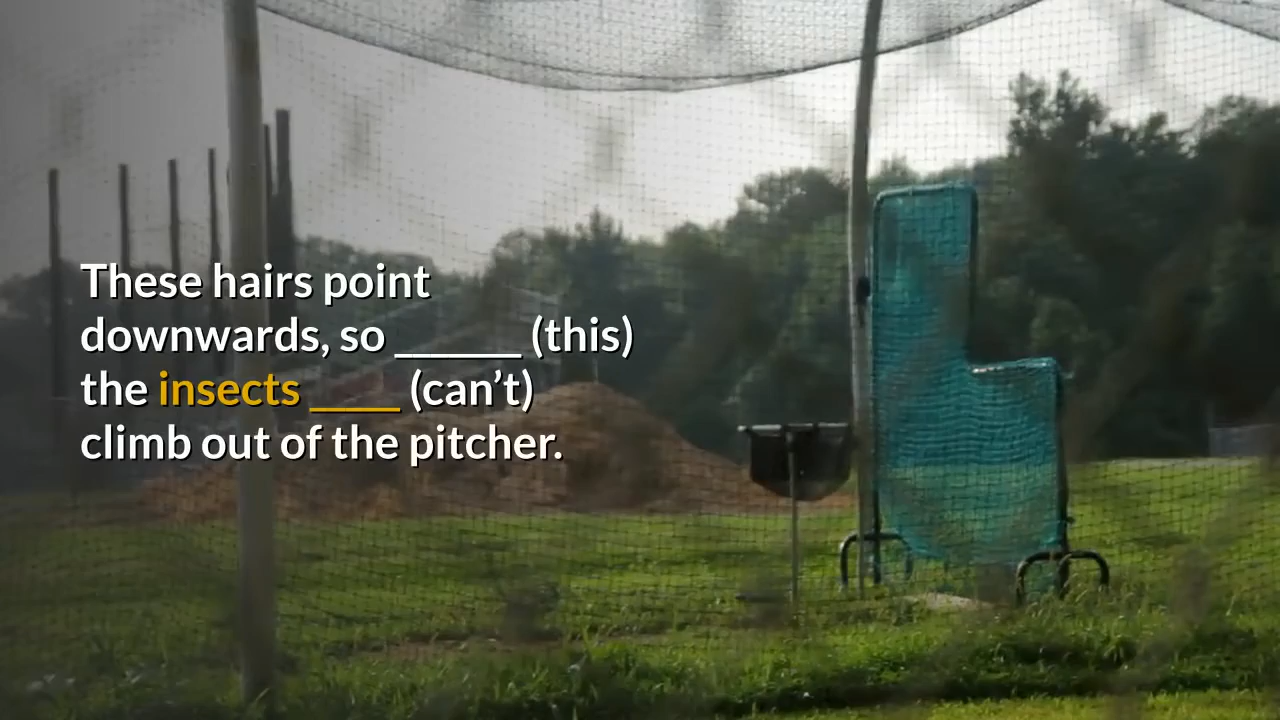 These hairs point
downwards, so ______ (this)
the insects ____ (can’t)
climb out of the pitcher.